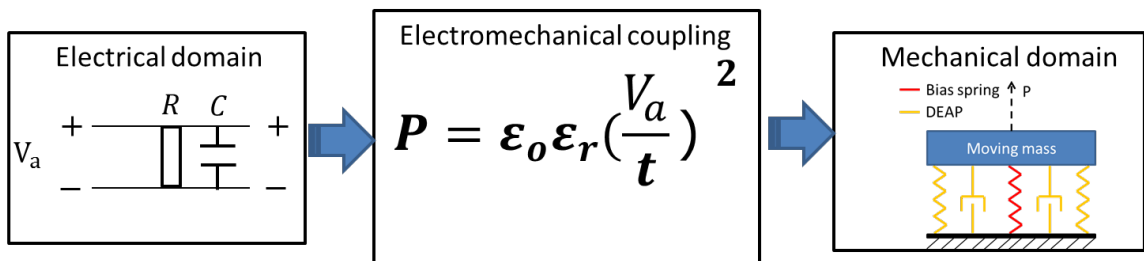 Electrical domain
R C
+ +
Vₐ
− −
Electromechanical coupling
P = εₒεᵣ(Vₐ/t)²
Mechanical domain
Bias spring
P
DEAP
Moving mass